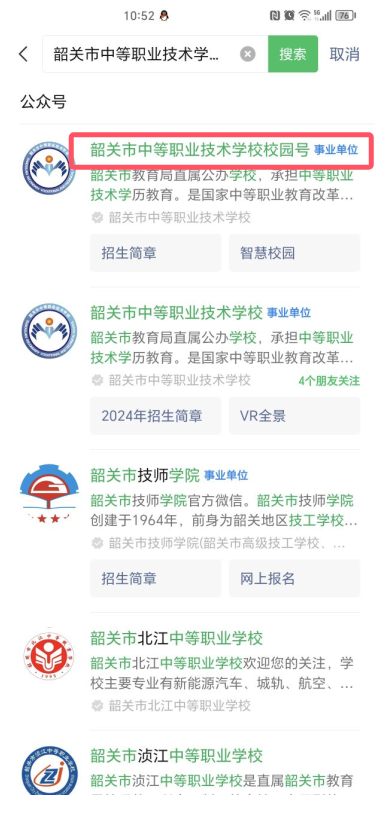 10:52
76
韶关市中等职业技术学...
搜索
取消
公众号
韶关市中等职业技术学校校园号 事业单位
韶关市教育局直属公办学校，承担中等职业
技术学历教育。是国家中等职业教育改革...
韶关市中等职业技术学校
招生简章
智慧校园
韶关市中等职业技术学校 事业单位
韶关市教育局直属公办学校，承担中等职业
技术学历教育。是国家中等职业教育改革...
韶关市中等职业技术学校
4个朋友关注
2024年招生简章
VR全景
韶关市技师学院 事业单位
韶关市技师学院官方微信。韶关市技师学院
创建于1964年，前身为韶关地区技工学校...
韶关市技师学院(韶关市高级技工学校、...
招生简章
网上报名
韶关市北江中等职业学校
韶关市北江中等职业学校欢迎您的关注，学
校主要专业有新能源汽车、城轨、航空、...
韶关市北江中等职业学校
韶关市浈江中等职业学校
韶关市浈江中等职业学校是直属韶关市教育